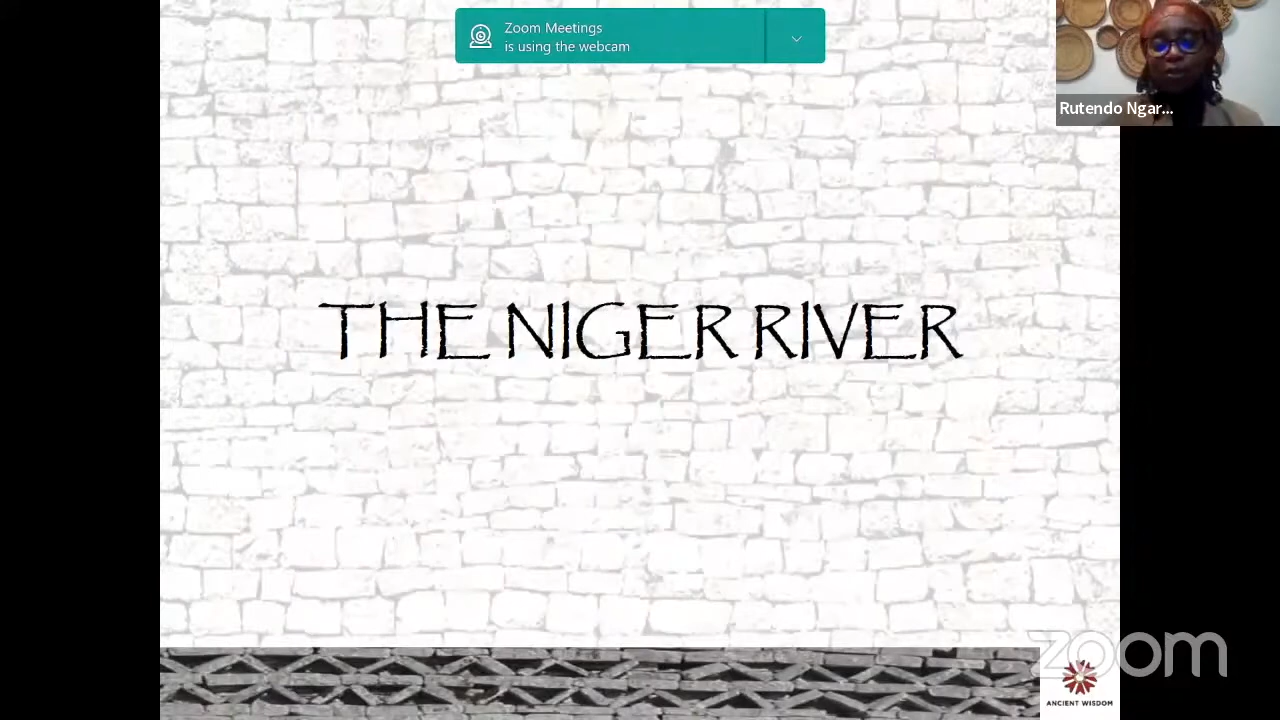 Zoom Meetings
is using the webcam
Rutendo Ngar...
THE NIGER RIVER
zoom
ANCIENT WISDOM